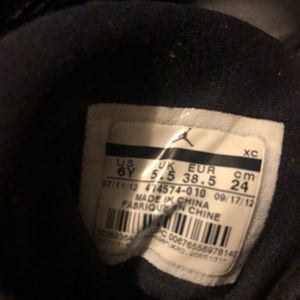 XC
US UK EUR cm
6Y 5.5 38.5 24
07/11/12 414574-010 09/17/12
MADE IN CHINA
FABRIQUE EN CHINE